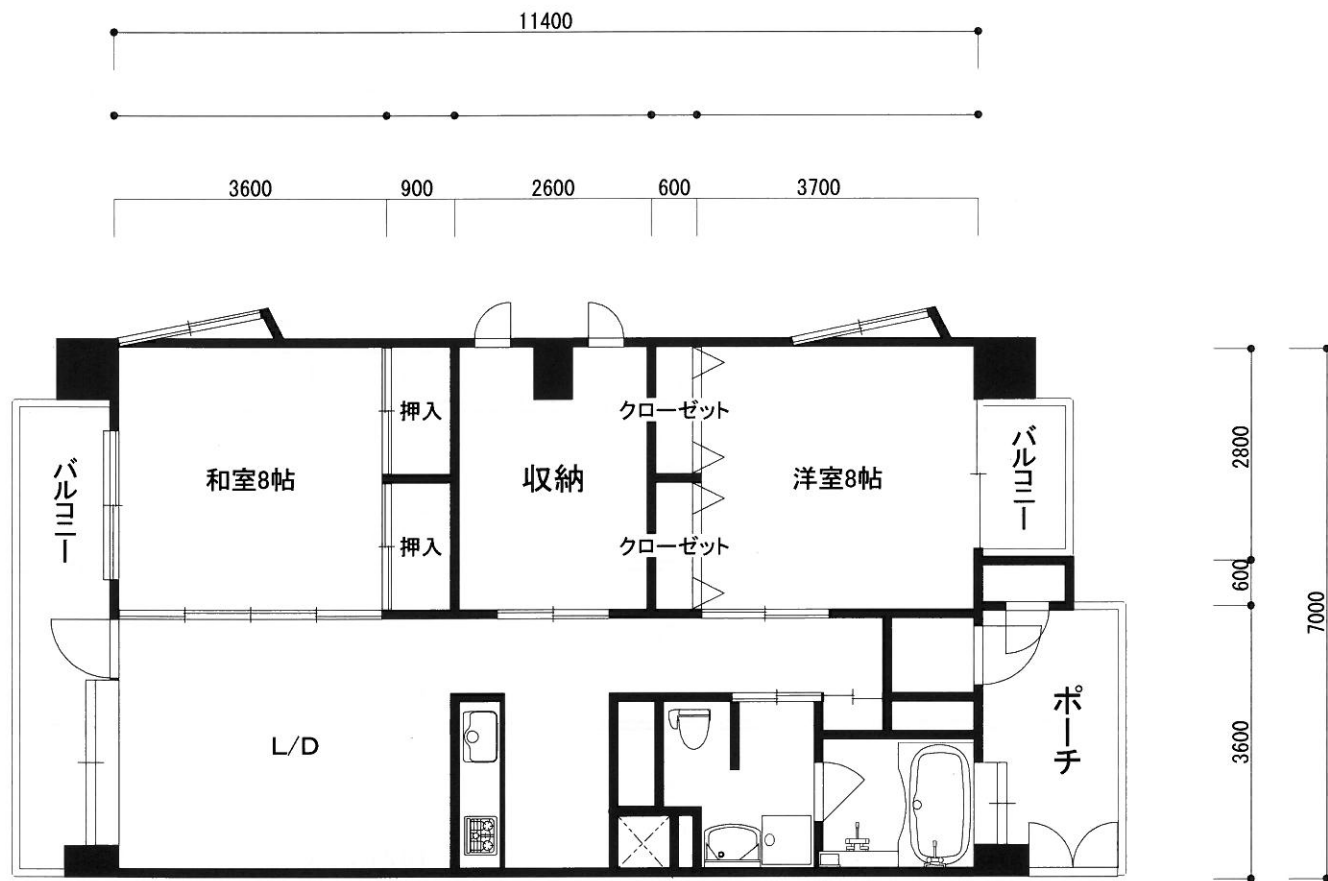 11400
3600
900
2600
600
3700
押入
クローゼット
バルコニー
和室8帖
収納
洋室8帖
バルコニー
2800
押入
クローゼット
600
7000
L/D
ポーチ
3600